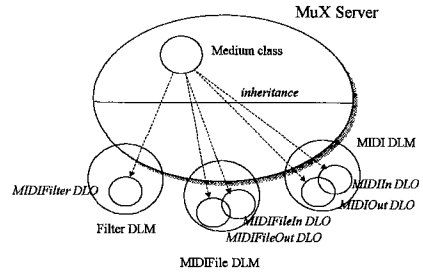 MuX Server
Medium class
inheritance
MIDI DLM
MIDIFilter DLO
MIDIIn DLO
MIDIOut DLO
MIDIFileIn DLO
Filter DLM
MIDIFileOut DLO
MIDIFile DLM